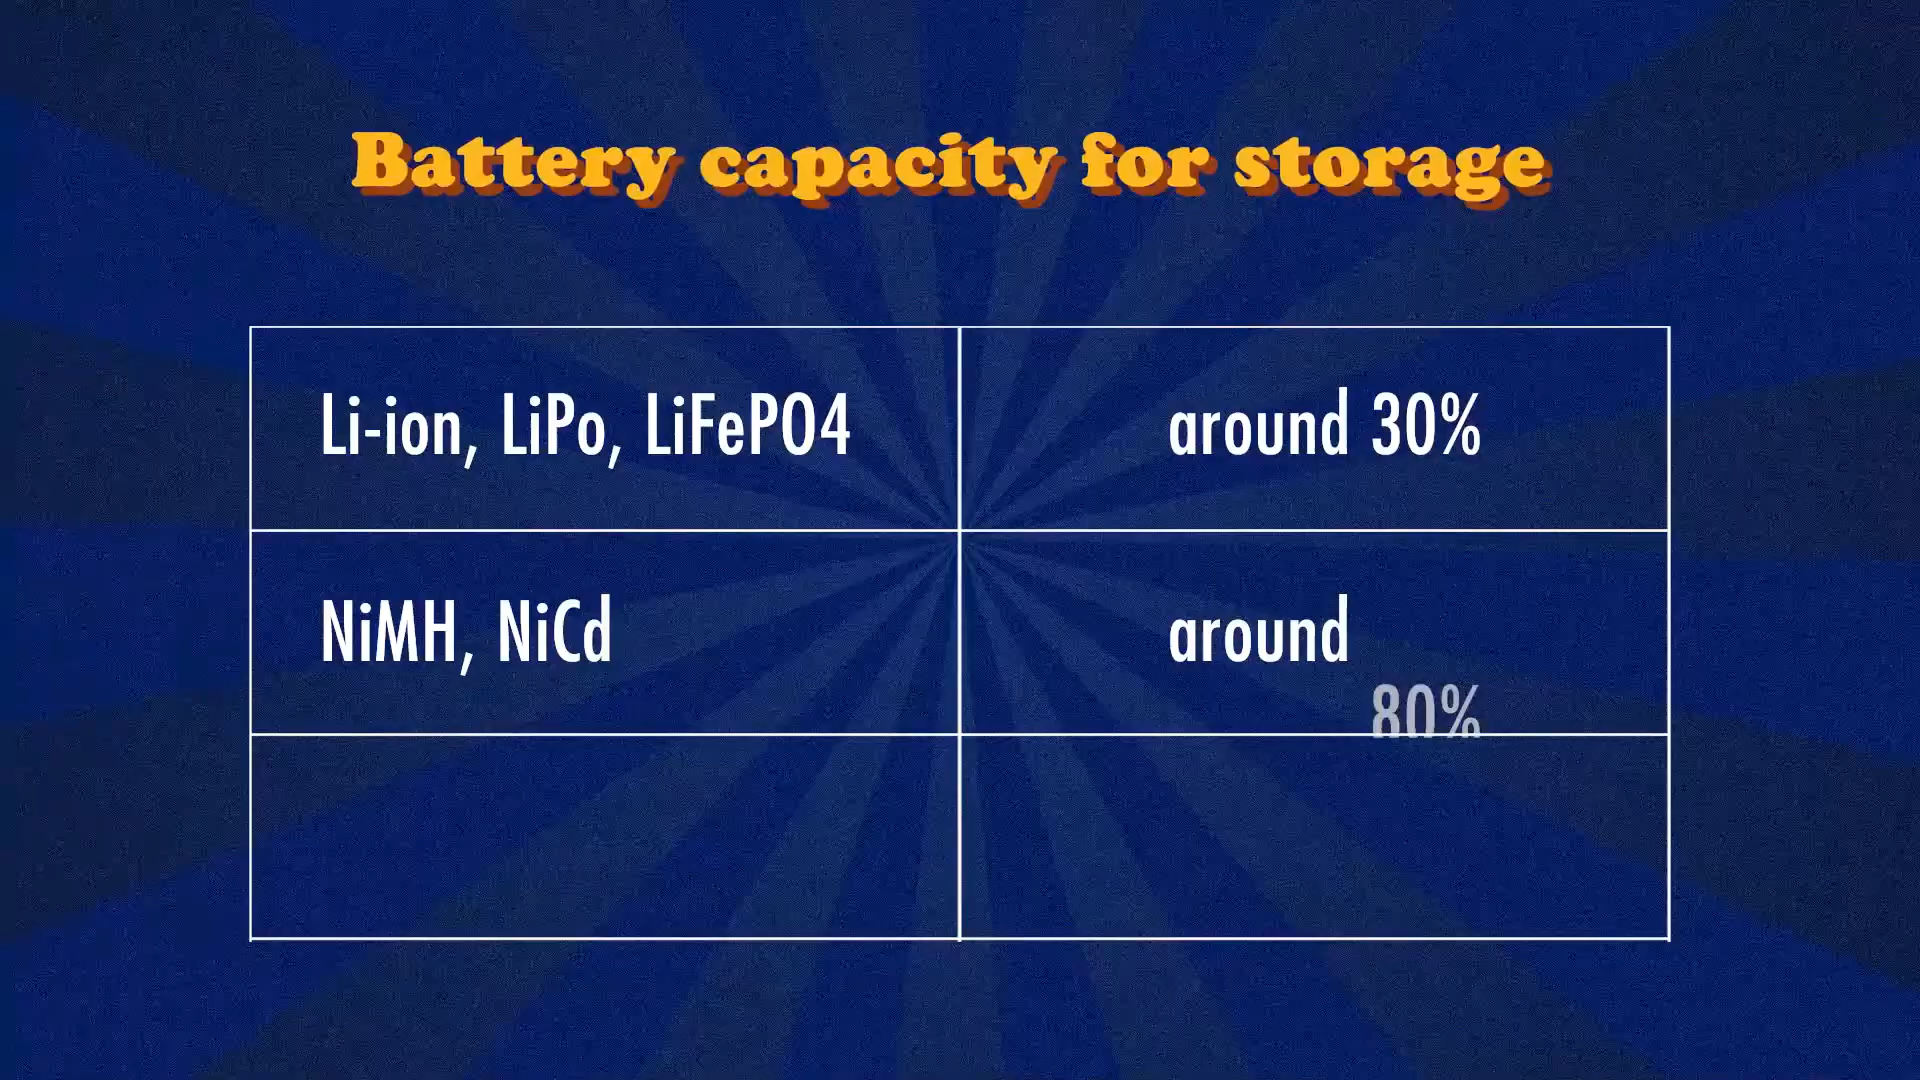 Battery capacity for storage
Li-ion, LiPo, LiFePO4
around 30%
NiMH, NiCd
around
80%